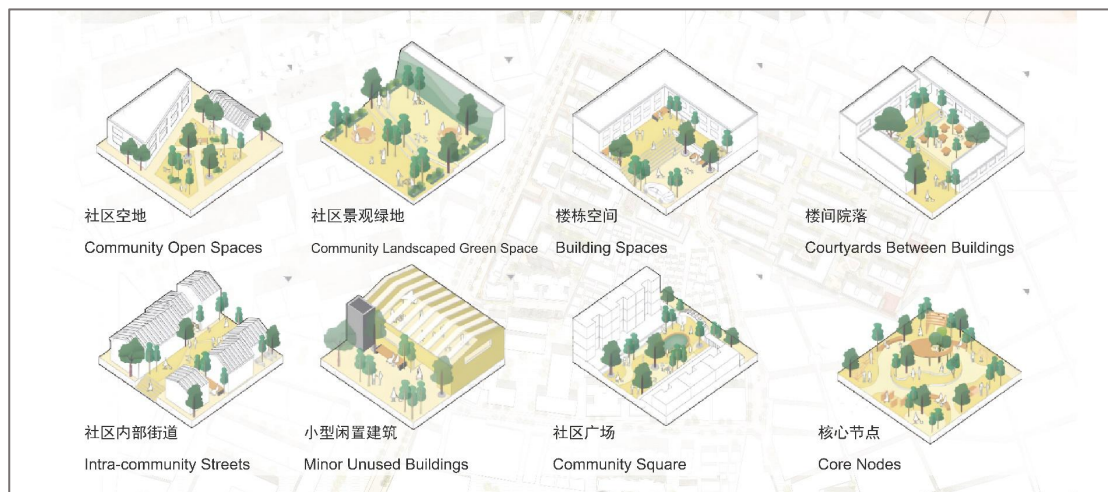 社区空地
Community Open Spaces
社区景观绿地
Community Landscaped Green Space
楼栋空间
Building Spaces
楼间院落
Courtyards Between Buildings
社区内部街道
Intra-community Streets
小型闲置建筑
Minor Unused Buildings
社区广场
Community Square
核心节点
Core Nodes